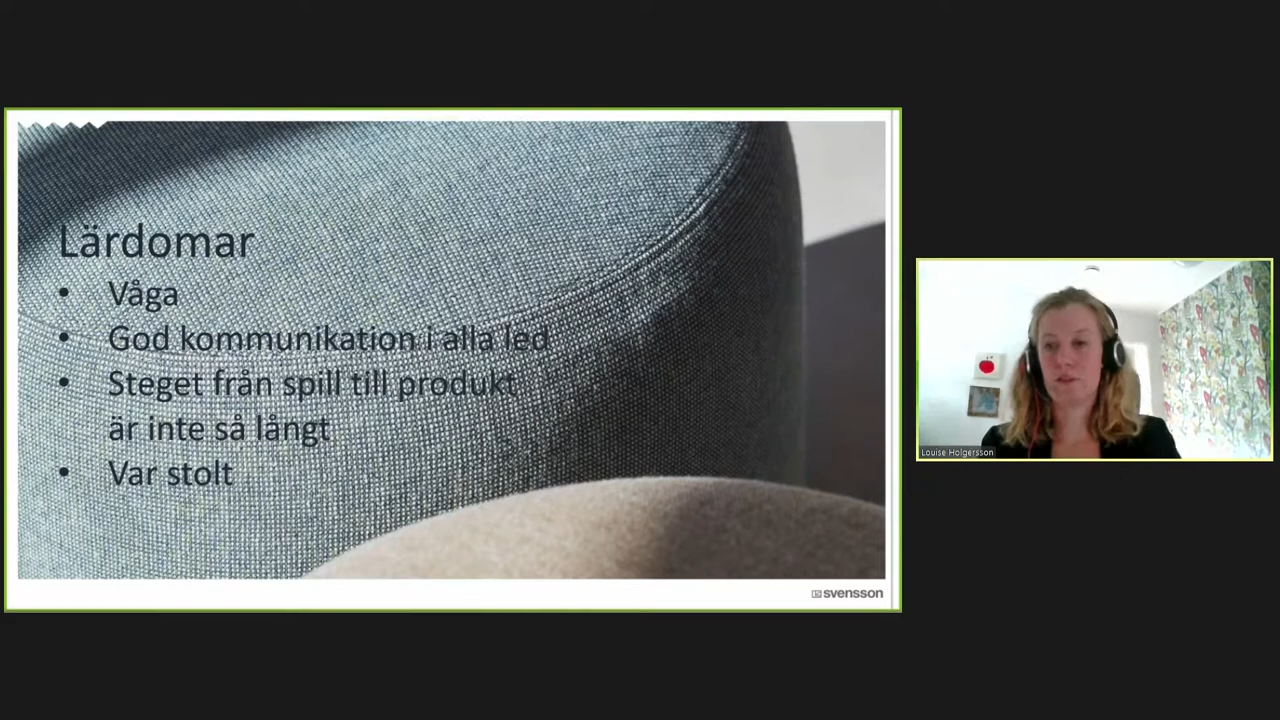 Lärdomar
• Våga
• God kommunikation i alla led
• Steget från spill till produkt
är inte så långt
• Var stolt
svensson
Louise Holgersson